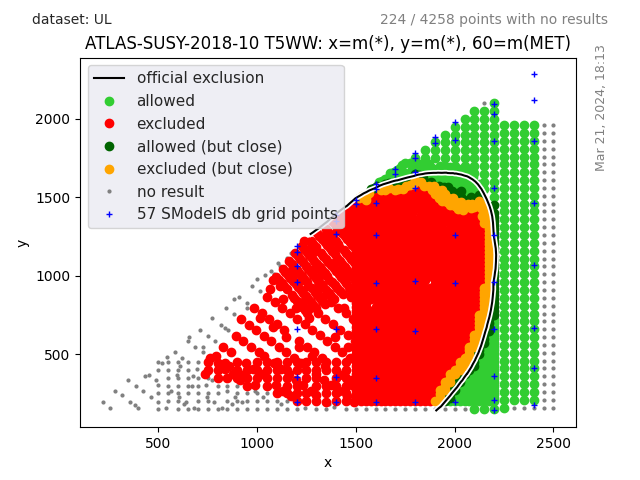 dataset: UL
224 / 4258 points with no results
ATLAS-SUSY-2018-10 T5WW: x=m(*), y=m(*), 60=m(MET)
official exclusion
allowed
excluded
allowed (but close)
excluded (but close)
no result
57 SModelS db grid points
Mar 21, 2024, 18:13
y
2000
1500
1000
500
500 1000 1500 2000 2500
x